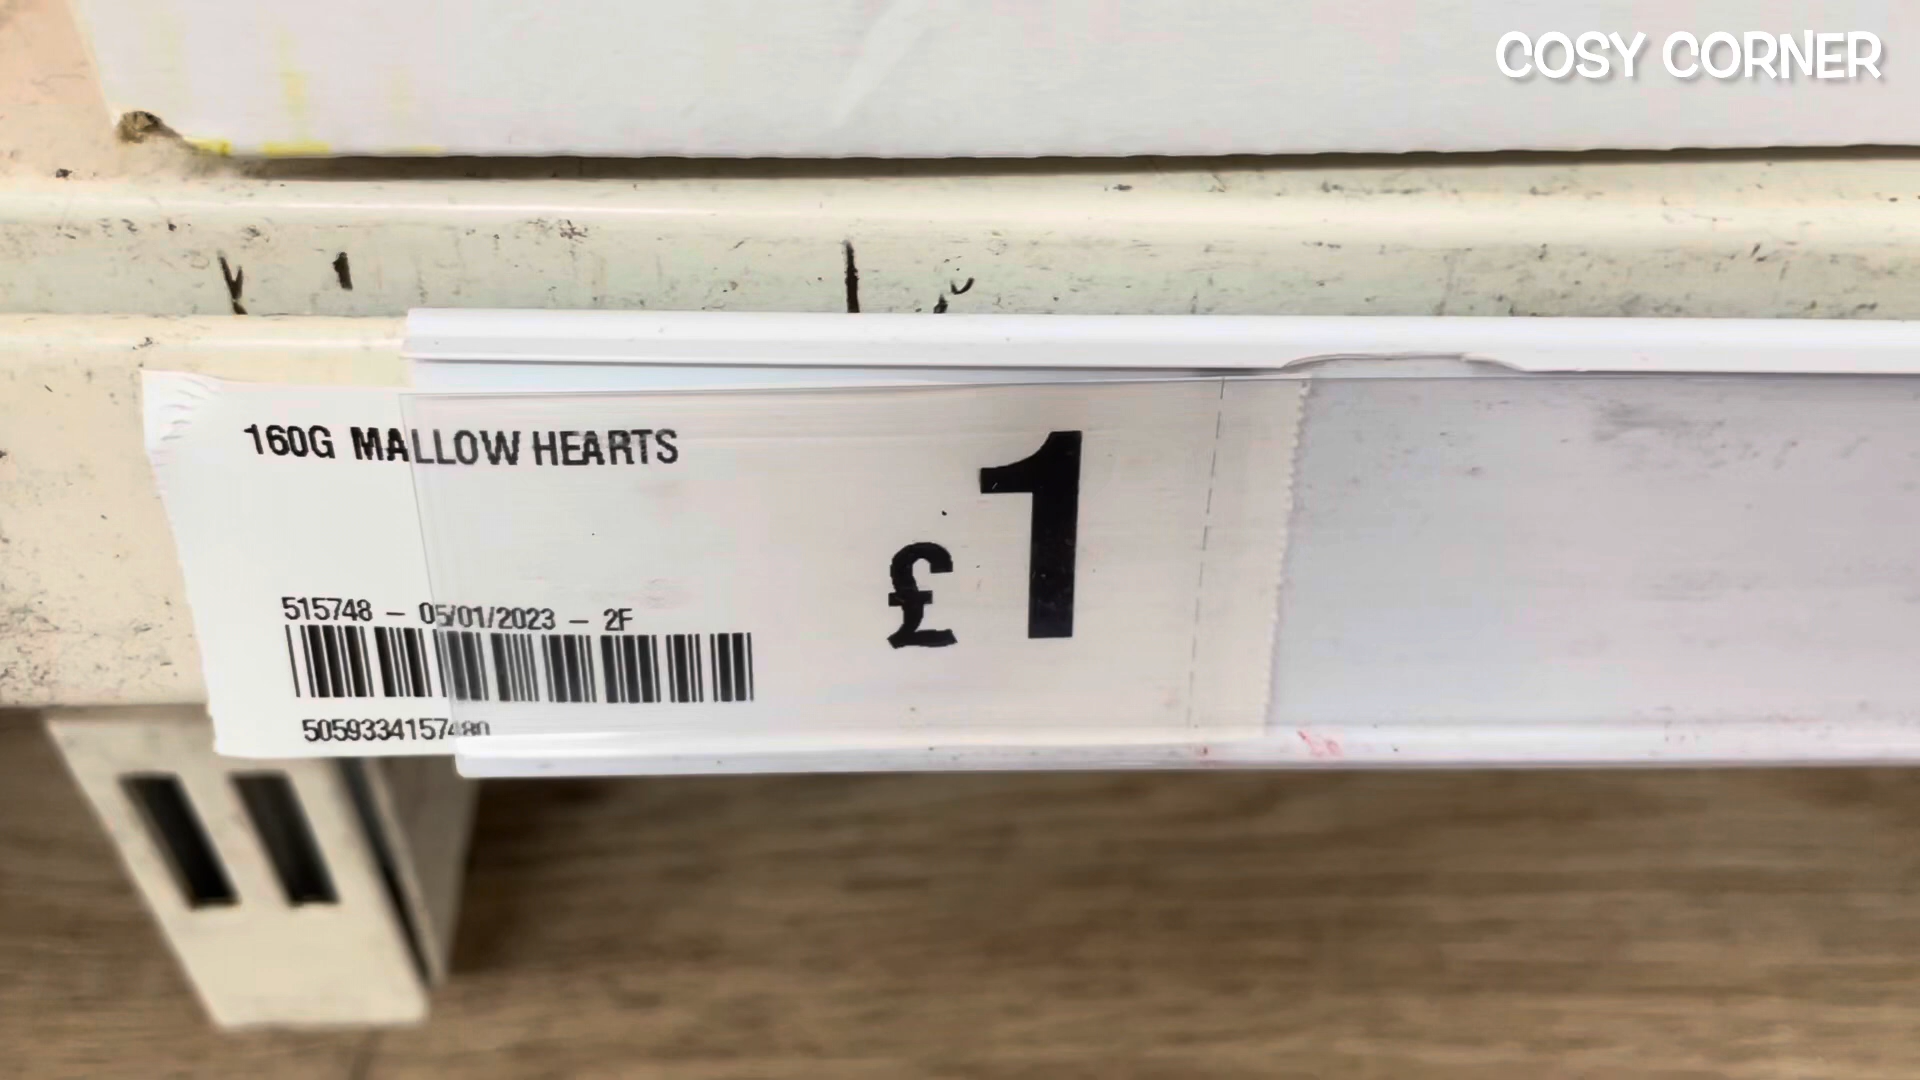 COSY CORNER
160G MALLOW HEARTS
£1
515748 – 05/01/2023 – 2F
5059334157480